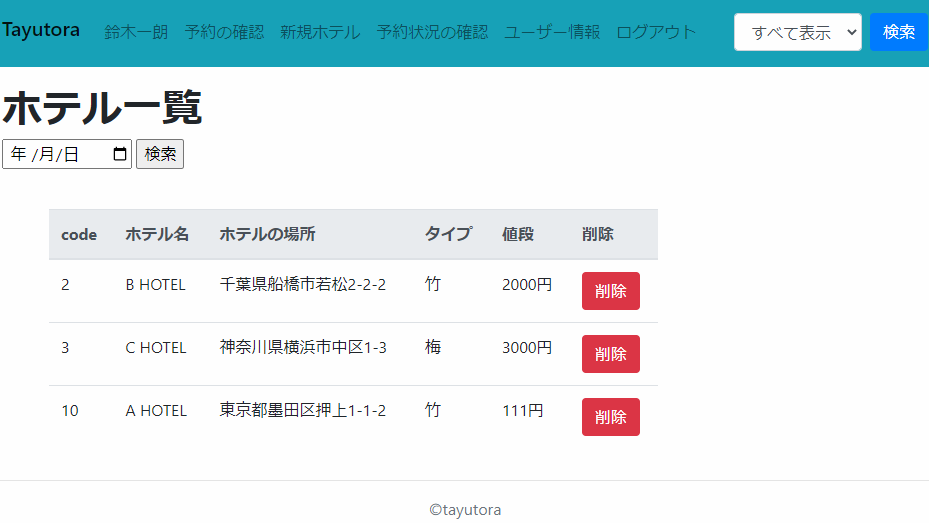 Tayutora 鈴木一朗 予約の確認 新規ホテル 予約状況の確認 ユーザー情報 ログアウト すべて表示 検索
ホテル一覧
年 /月/日 検索
code ホテル名 ホテルの場所 タイプ 値段 削除
2 B HOTEL 千葉県船橋市若松2-2-2 竹 2000円 削除
3 C HOTEL 神奈川県横浜市中区1-3 梅 3000円 削除
10 A HOTEL 東京都墨田区押上1-1-2 竹 111円 削除
©tayutora